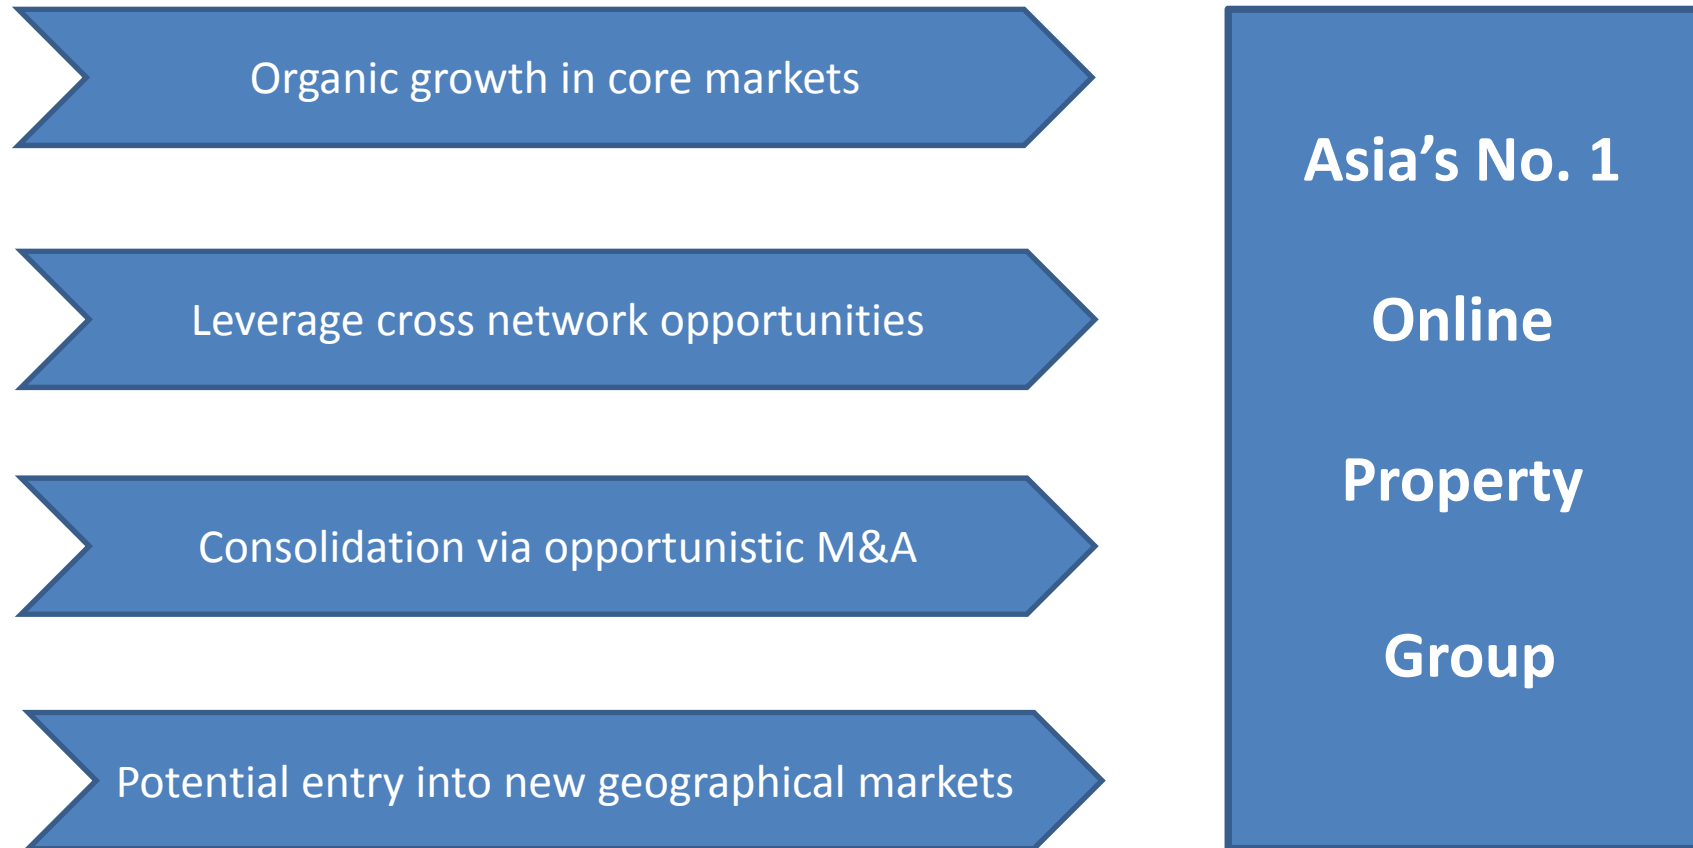 Organic growth in core markets
Leverage cross network opportunities
Consolidation via opportunistic M&A
Potential entry into new geographical markets
Asia’s No. 1
Online
Property
Group